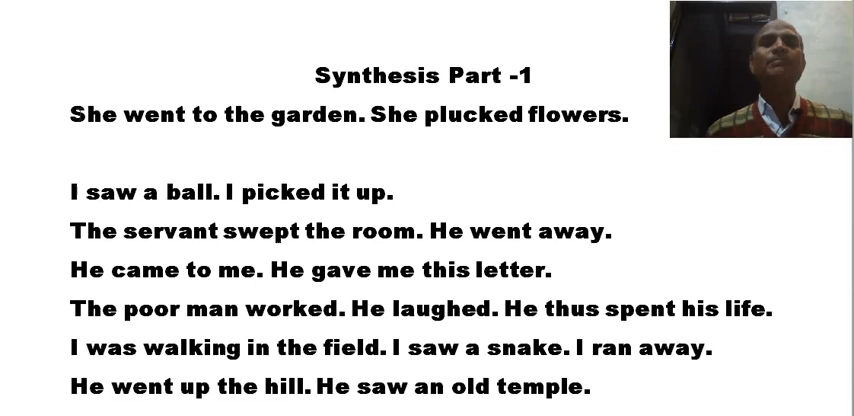 Synthesis Part -1
She went to the garden. She plucked flowers.
I saw a ball. I picked it up.
The servant swept the room. He went away.
He came to me. He gave me this letter.
The poor man worked. He laughed. He thus spent his life.
I was walking in the field. I saw a snake. I ran away.
He went up the hill. He saw an old temple.